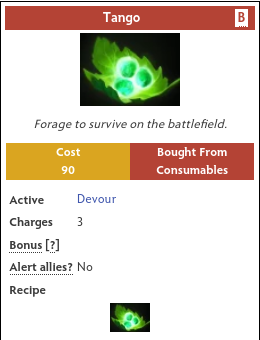 Tango B
Forage to survive on the battlefield.
Cost Bought From
90 Consumables
Active Devour
Charges 3
Bonus [?]
Alert allies? No
Recipe